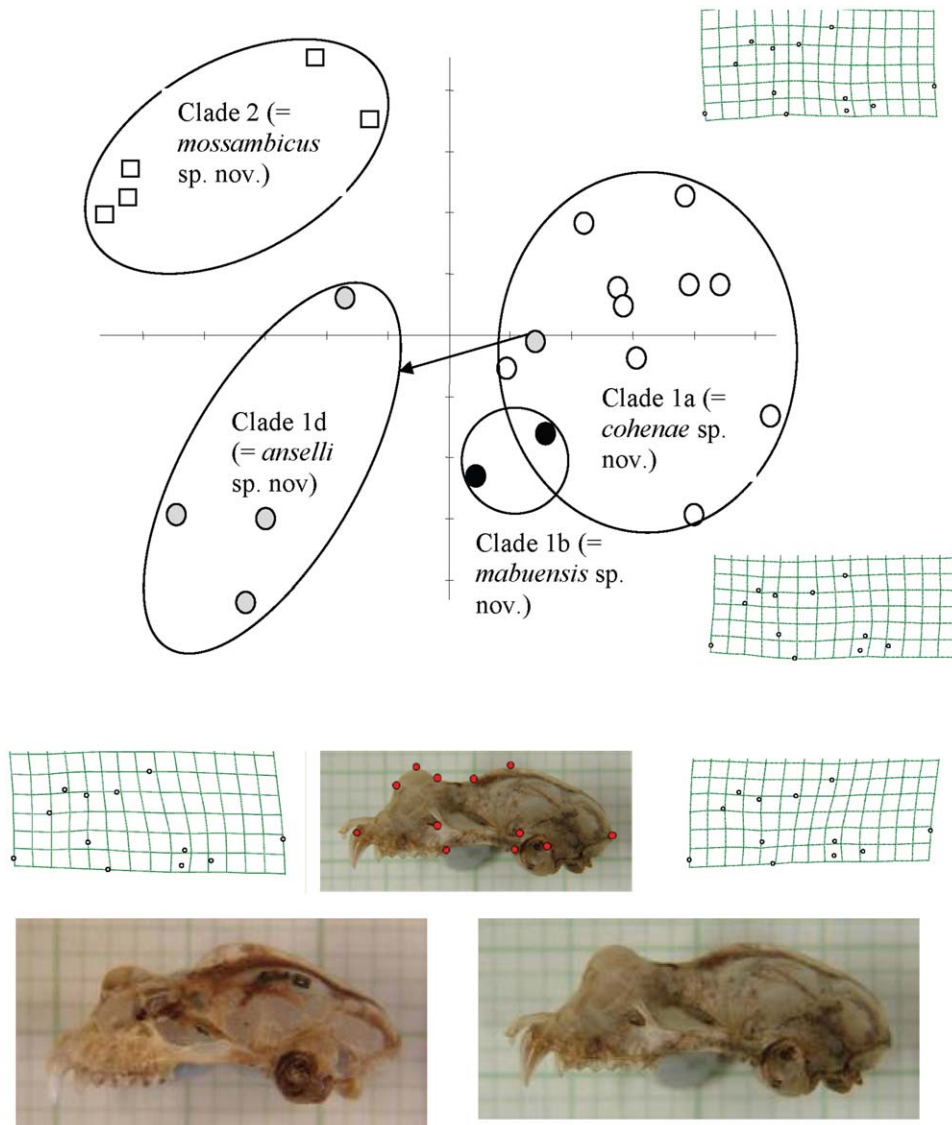 Clade 2 (=
mossambicus
sp. nov.)
Clade 1d
(= anselli
sp. nov)
Clade 1a (=
cohenae sp.
nov.)
Clade 1b (=
mabuensis sp.
nov.)